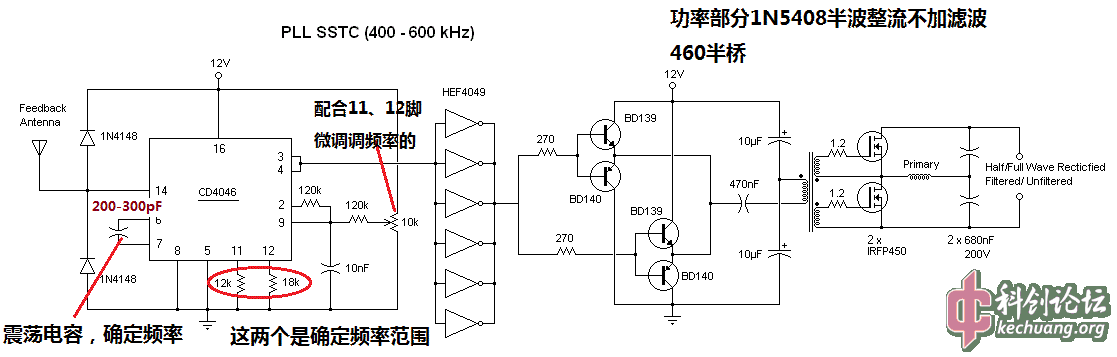 PLL SSTC (400 - 600 kHz)
功率部分1N5408半波整流不加滤波
460半桥
12V
HEF4049
12V
Feedback
Antenna
1N4148
配合11、12脚
微调调频率的
16
3
4
14
CD4046
200-300pF
6
7
2
9
120k
120k
10k
8
5
11
12
10nF
1N4148
12k
18k
270
BD139
BD140
270
BD139
BD140
10µF
470nF
10µF
1.2
1.2
Primary
Half/Full Wave Recticfied
Filtered/ Unfiltered
2 x
IRFP450
2 x 680nF
200V
震荡电容，确定频率
这两个是确定频率范围
科创论坛
kechuang.org